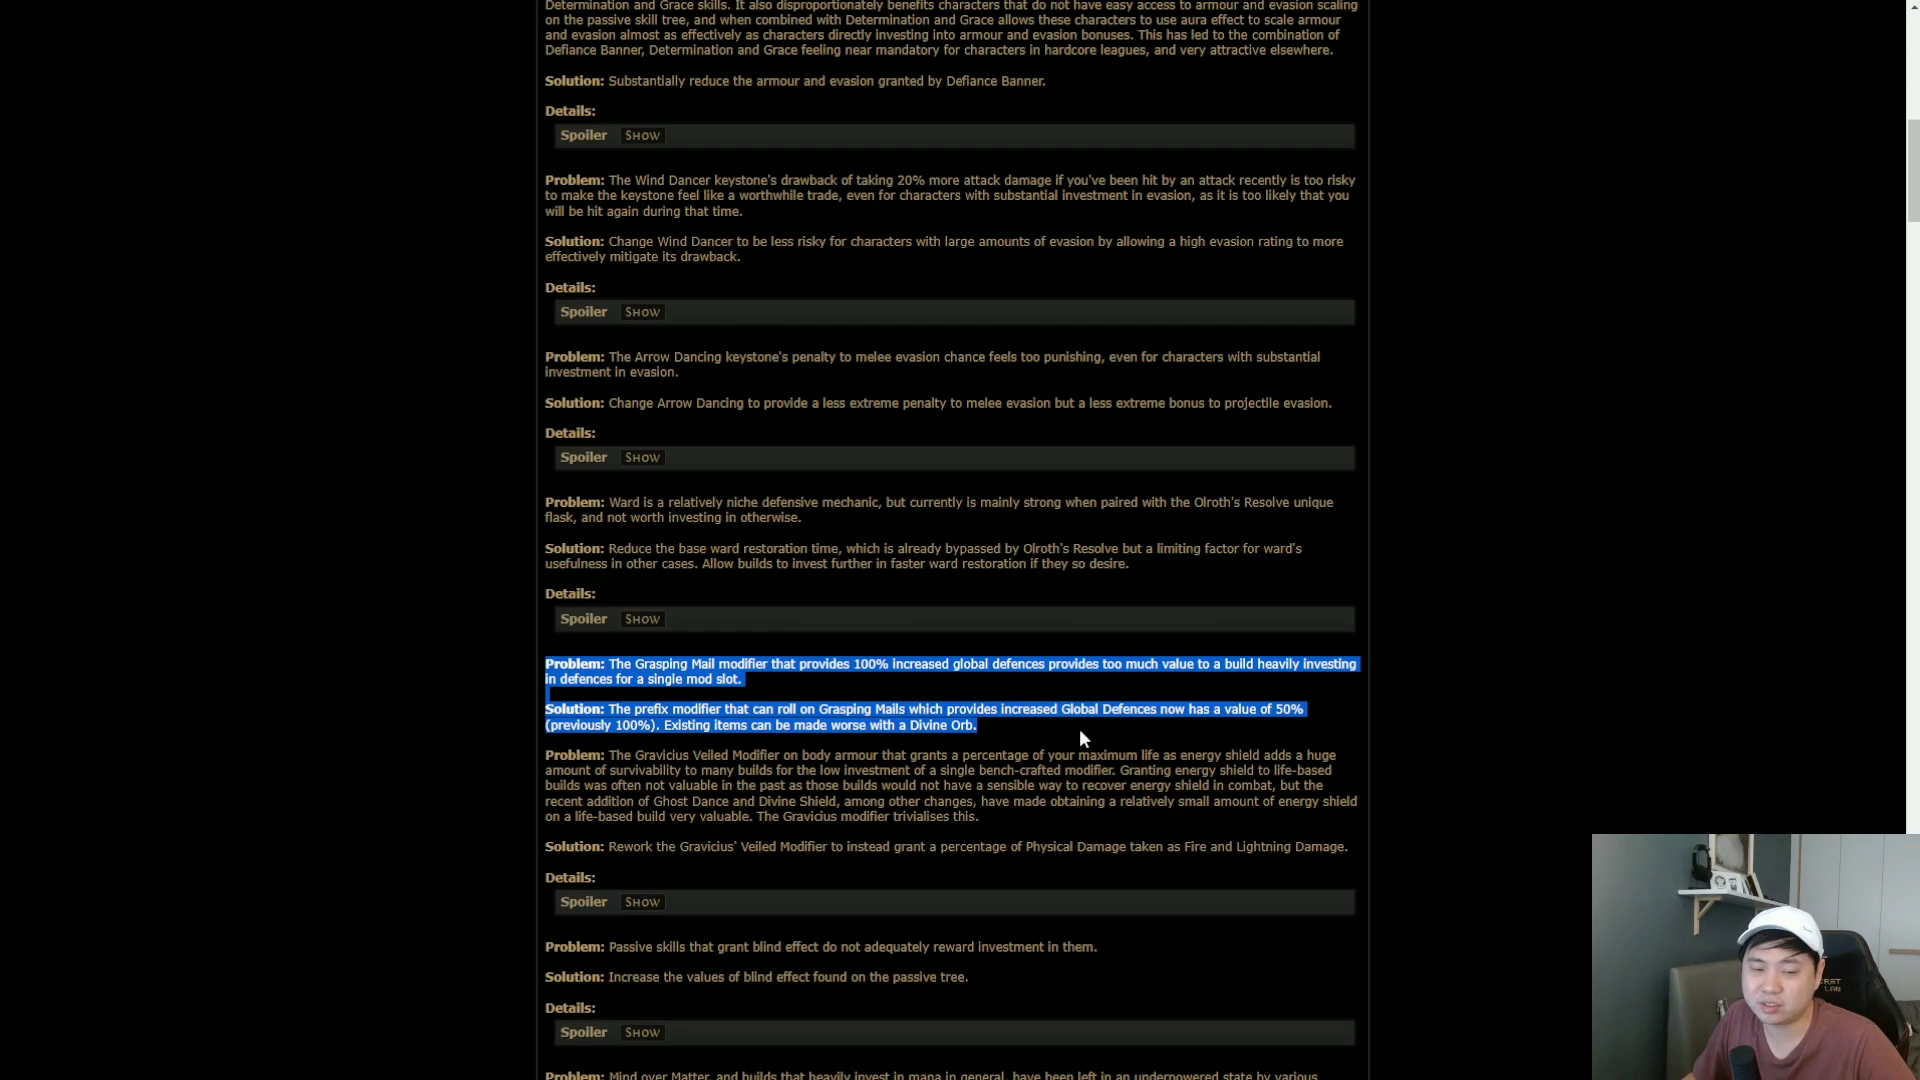 Determination and Grace skills. It also disproportionately benefits characters that do not have easy access to armour and evasion scaling
on the passive skill tree, and when combined with Determination and Grace allows these characters to use aura effect to scale armour
and evasion almost as effectively as characters directly investing into armour and evasion bonuses. This has led to the combination of
Defiance Banner, Determination and Grace feeling near mandatory for characters in hardcore leagues, and very attractive elsewhere.
Solution: Substantially reduce the armour and evasion granted by Defiance Banner.
Details:
Spoiler SHOW
Problem: The Wind Dancer keystone's drawback of taking 20% more attack damage if you've been hit by an attack recently is too risky
to make the keystone feel like a worthwhile trade, even for characters with substantial investment in evasion, as it is too likely that you
will be hit again during that time.
Solution: Change Wind Dancer to be less risky for characters with large amounts of evasion by allowing a high evasion rating to more
effectively mitigate its drawback.
Details:
Spoiler SHOW
Problem: The Arrow Dancing keystone's penalty to melee evasion chance feels too punishing, even for characters with substantial
investment in evasion.
Solution: Change Arrow Dancing to provide a less extreme penalty to melee evasion but a less extreme bonus to projectile evasion.
Details:
Spoiler SHOW
Problem: Ward is a relatively niche defensive mechanic, but currently is mainly strong when paired with the Olroth's Resolve unique
flask, and not worth investing in otherwise.
Solution: Reduce the base ward restoration time, which is already bypassed by Olroth's Resolve but a limiting factor for ward's
usefulness in other cases. Allow builds to invest further in faster ward restoration if they so desire.
Details:
Spoiler SHOW
Problem: The Grasping Mail modifier that provides 100% increased global defences provides too much value to a build heavily investing
in defences for a single mod slot.
Solution: The prefix modifier that can roll on Grasping Mails which provides increased Global Defences now has a value of 50%
(previously 100%). Existing items can be made worse with a Divine Orb.
Problem: The Gravicius Veiled Modifier on body armour that grants a percentage of your maximum life as energy shield adds a huge
amount of survivability to many builds for the low investment of a single bench-crafted modifier. Granting energy shield to life-based
builds was often not valuable in the past as those builds would not have a sensible way to recover energy shield in combat, but the
recent addition of Ghost Dance and Divine Shield, among other changes, have made obtaining a relatively small amount of energy shield
on a life-based build very valuable. The Gravicius modifier trivialises this.
Solution: Rework the Gravicius' Veiled Modifier to instead grant a percentage of Physical Damage taken as Fire and Lightning Damage.
Details:
Spoiler SHOW
Problem: Passive skills that grant blind effect do not adequately reward investment in them.
Solution: Increase the values of blind effect found on the passive tree.
Details:
Spoiler SHOW
Problem: Mind over Matter, and builds that heavily invest in mana in general, have been left in an underpowered state by various